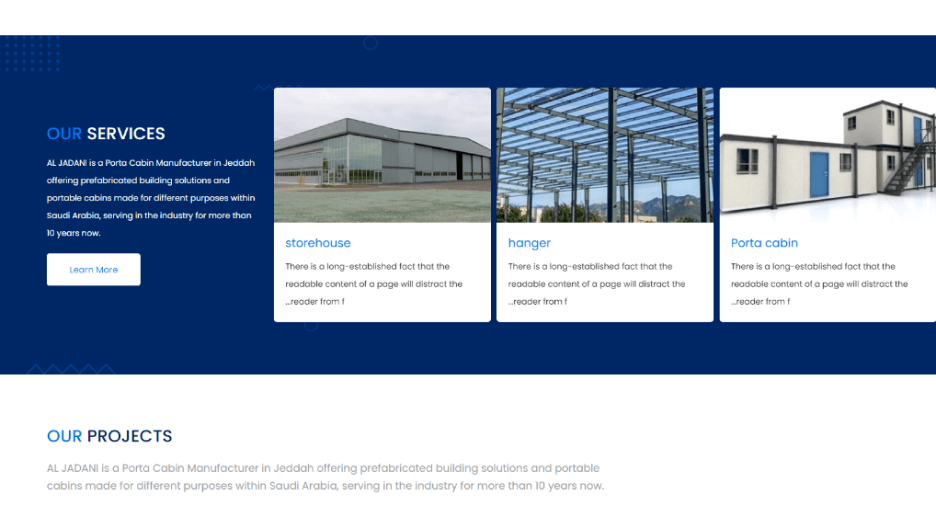 OUR SERVICES
AL JADANI is a Porta Cabin Manufacturer in Jeddah
offering prefabricated building solutions and
portable cabins made for different purposes within
Saudi Arabia, serving in the industry for more than
10 years now.
Learn More
storehouse
There is a long-established fact that the
readable content of a page will distract the
...reader from f
hanger
There is a long-established fact that the
readable content of a page will distract the
...reader from f
Porta cabin
There is a long-established fact that the
readable content of a page will distract the
...reader from f
OUR PROJECTS
AL JADANI is a Porta Cabin Manufacturer in Jeddah offering prefabricated building solutions and portable
cabins made for different purposes within Saudi Arabia, serving in the industry for more than 10 years now.